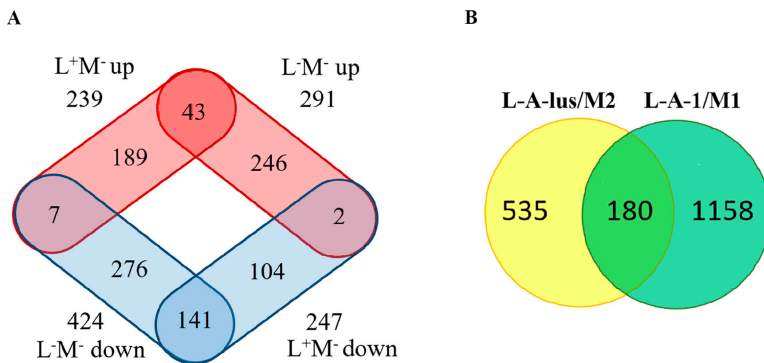 A
B
L⁺M⁻ up
239
L⁻M⁻ up
291
43
189
246
7
2
276
104
141
424
L⁻M⁻ down
247
L⁺M⁻ down
L-A-lus/M2
L-A-1/M1
535
180
1158